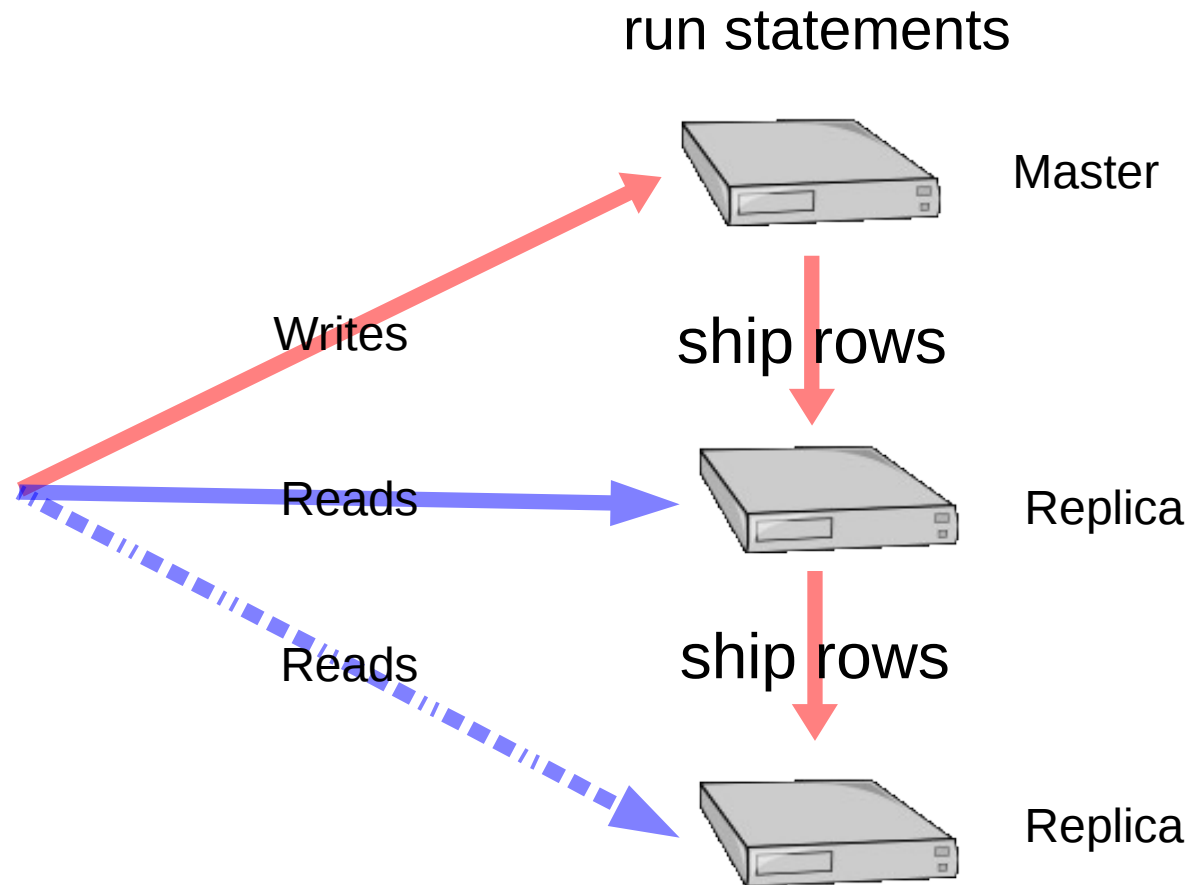 run statements
Master
Writes
ship rows
Reads
Replica
ship rows
Reads
Replica